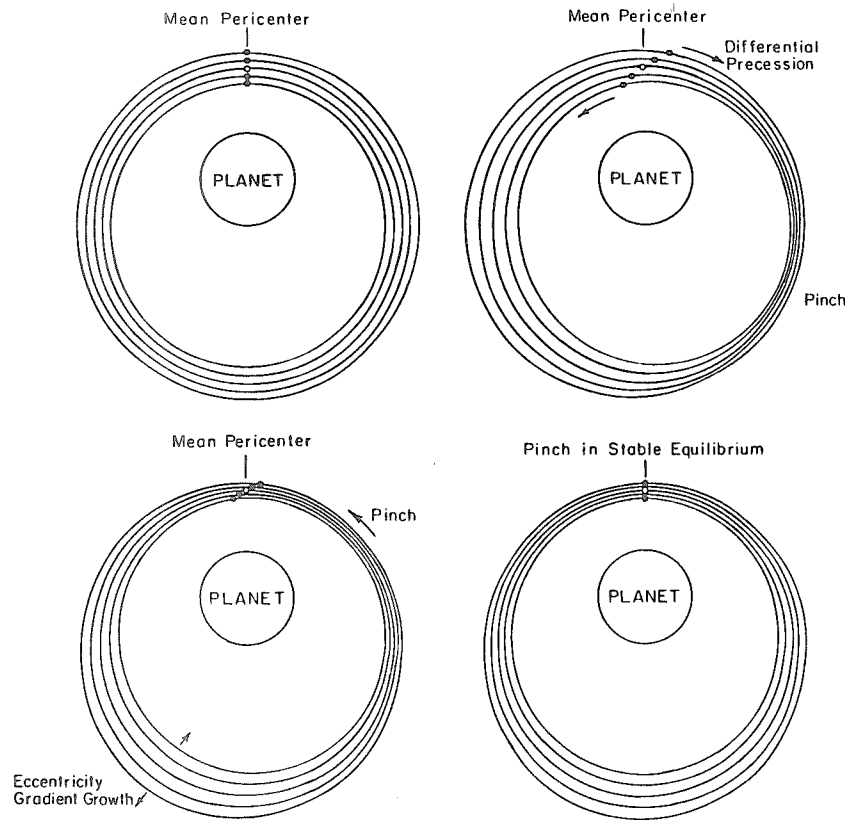 Mean Pericenter
PLANET
Mean Pericenter
Differential
Precession
PLANET
Pinch
Mean Pericenter
Pinch
PLANET
Eccentricity
Gradient Growth
Pinch in Stable Equilibrium
PLANET